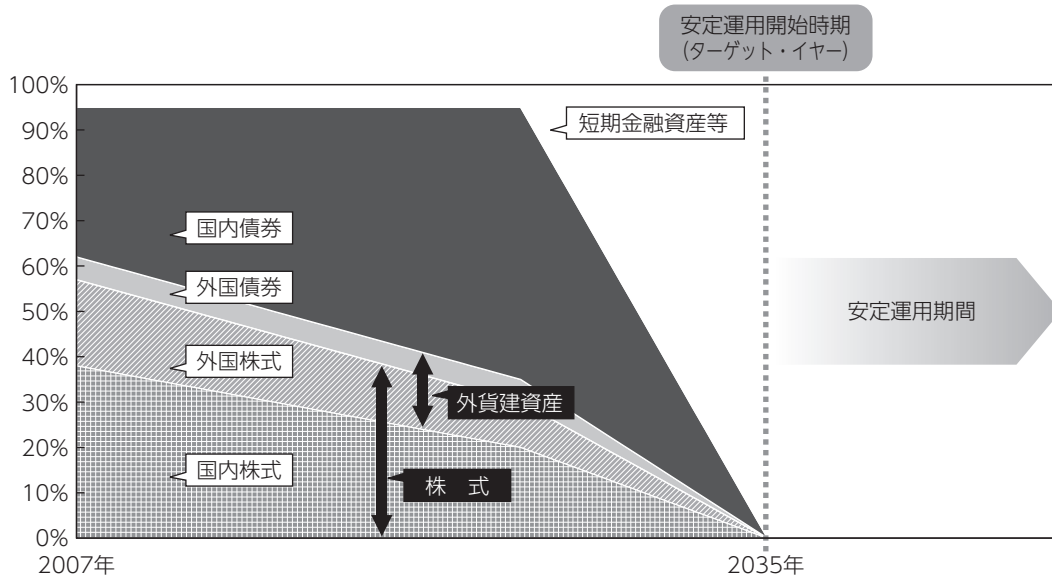 安定運用開始時期
(ターゲット・イヤー)
100%
90%
80%
70%
60%
50%
40%
30%
20%
10%
0%
短期金融資産等
国内債券
外国債券
外国株式
国内株式
外貨建資産
株 式
安定運用期間
2007年
2035年